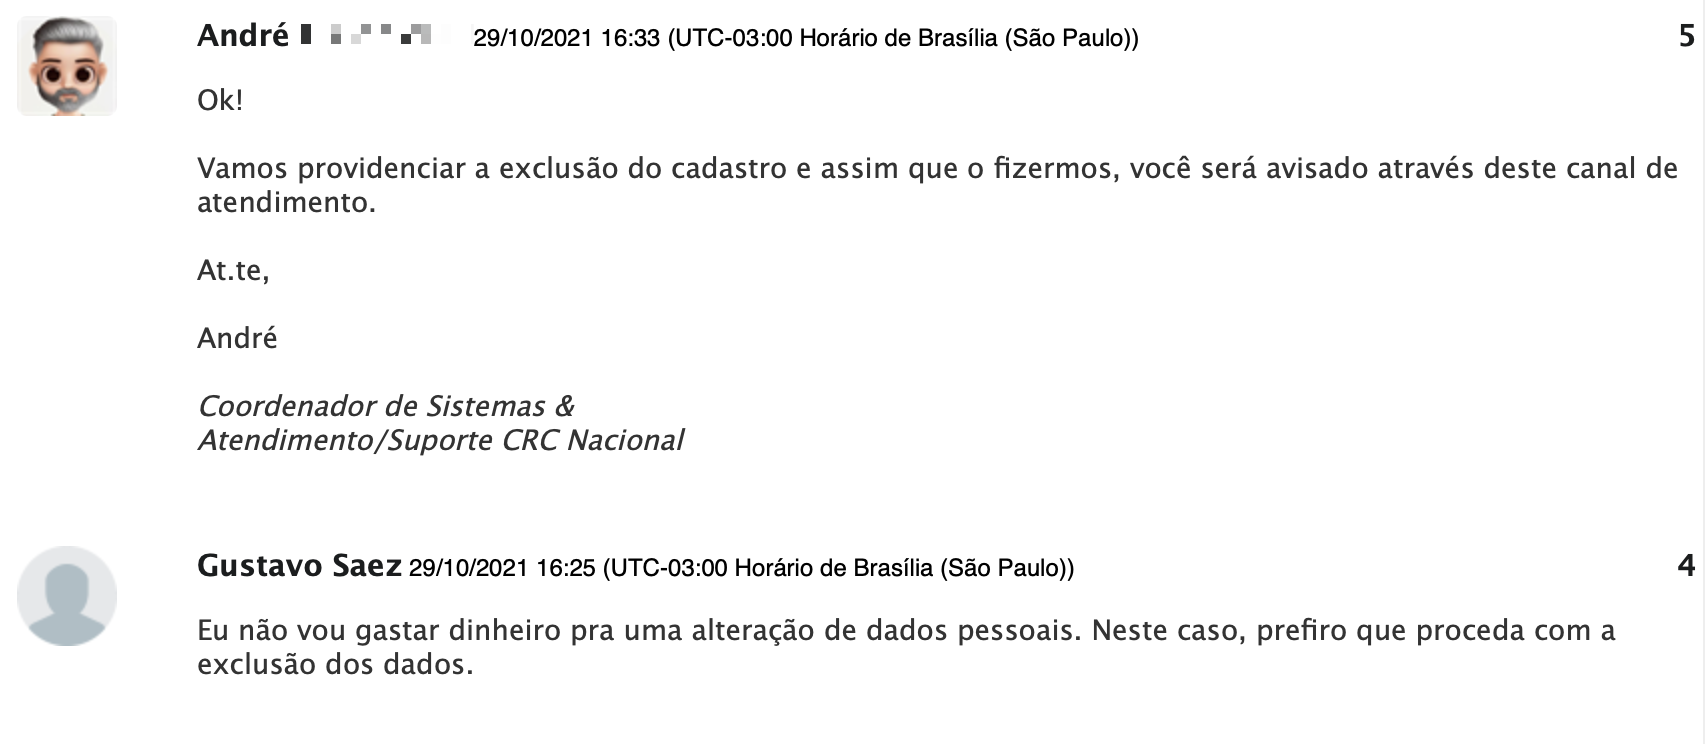 André 29/10/2021 16:33 (UTC-03:00 Horário de Brasília (São Paulo)) 5
Ok!
Vamos providenciar a exclusão do cadastro e assim que o fizermos, você será avisado através deste canal de
atendimento.
At.te,
André
Coordenador de Sistemas &
Atendimento/Suporte CRC Nacional
Gustavo Saez 29/10/2021 16:25 (UTC-03:00 Horário de Brasília (São Paulo)) 4
Eu não vou gastar dinheiro pra uma alteração de dados pessoais. Neste caso, prefiro que proceda com a
exclusão dos dados.